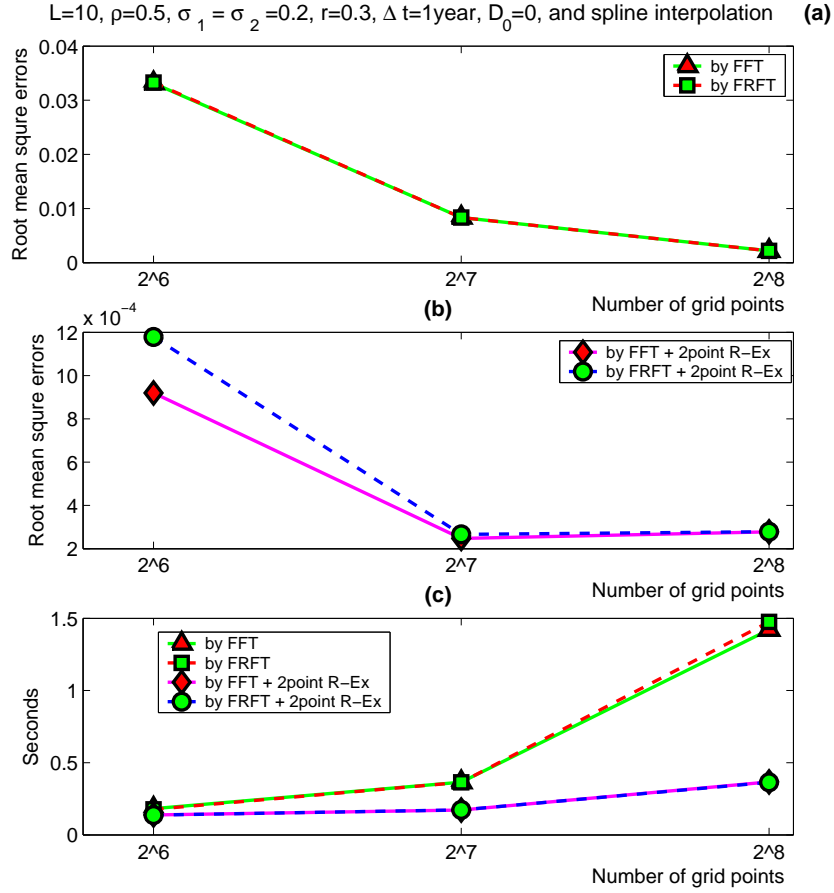 L=10, ρ=0.5, σ 1 = σ 2 =0.2, r=0.3, Δ t=1year, D0=0, and spline interpolation (a)
0.04
0.03
0.02
0.01
0
Root mean squre errors
by FFT
by FRFT
2^6
2^7
2^8
Number of grid points
(b)
x 10^-4
12
10
8
6
4
2
Root mean squre errors
by FFT + 2point R-Ex
by FRFT + 2point R-Ex
2^6
2^7
2^8
Number of grid points
(c)
1.5
1
0.5
0
Seconds
by FFT
by FRFT
by FFT + 2point R-Ex
by FRFT + 2point R-Ex
2^6
2^7
2^8
Number of grid points